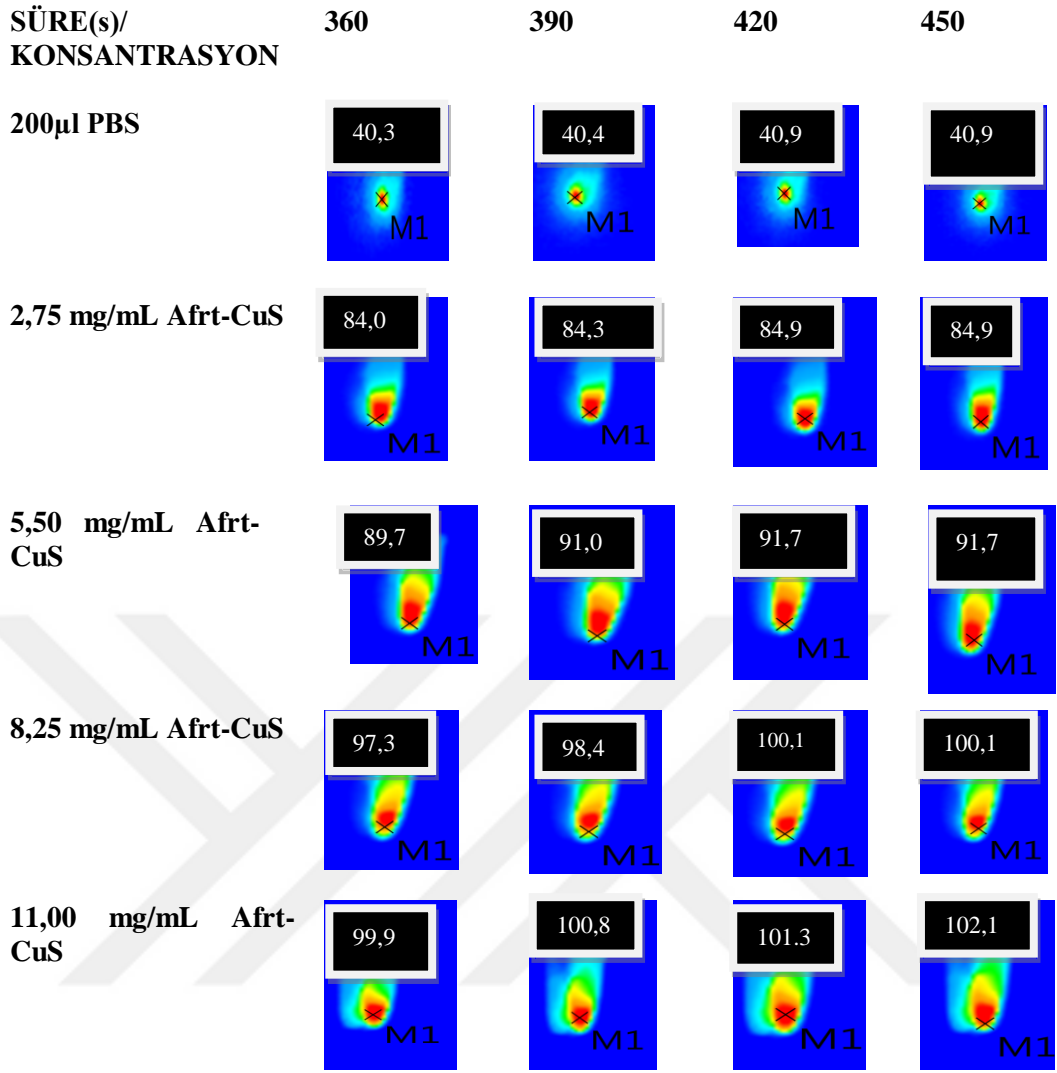 SÜRE(s)/ 360 390 420 450
KONSANTRASYON
200µl PBS
40,3 40,4 40,9 40,9
M1 M1 M1 M1
2,75 mg/mL Afrt-CuS
84,0 84,3 84,9 84,9
M1 M1 M1 M1
5,50 mg/mL Afrt-
CuS
89,7 91,0 91,7 91,7
M1 M1 M1 M1
8,25 mg/mL Afrt-CuS
97,3 98,4 100,1 100,1
M1 M1 M1 M1
11,00 mg/mL Afrt-
CuS
99,9 100,8 101.3 102,1
M1 M1 M1 M1